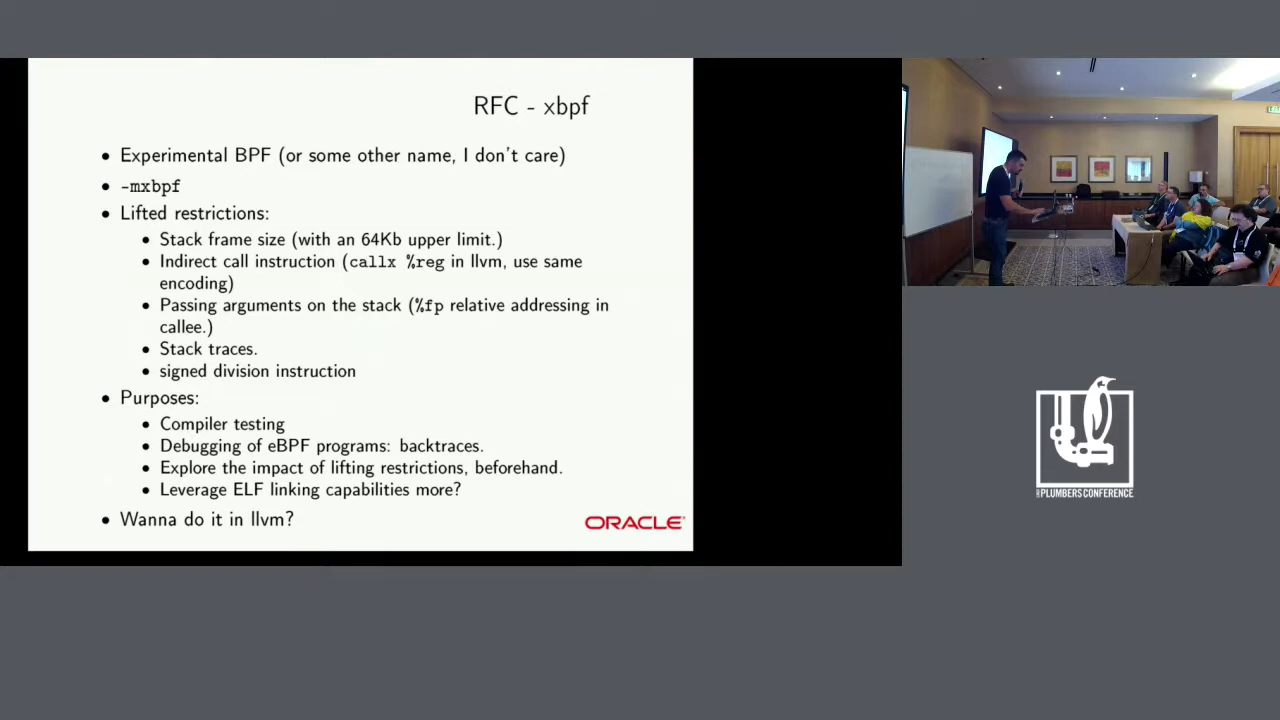 RFC - xbpf
• Experimental BPF (or some other name, I don't care)
• -mxbpf
• Lifted restrictions:
• Stack frame size (with an 64Kb upper limit.)
• Indirect call instruction (callx %reg in llvm, use same
encoding)
• Passing arguments on the stack (%fp relative addressing in
callee.)
• Stack traces.
• signed division instruction
• Purposes:
• Compiler testing
• Debugging of eBPF programs: backtraces.
• Explore the impact of lifting restrictions, beforehand.
• Leverage ELF linking capabilities more?
• Wanna do it in llvm?
ORACLE
PLUMBERS CONFERENCE